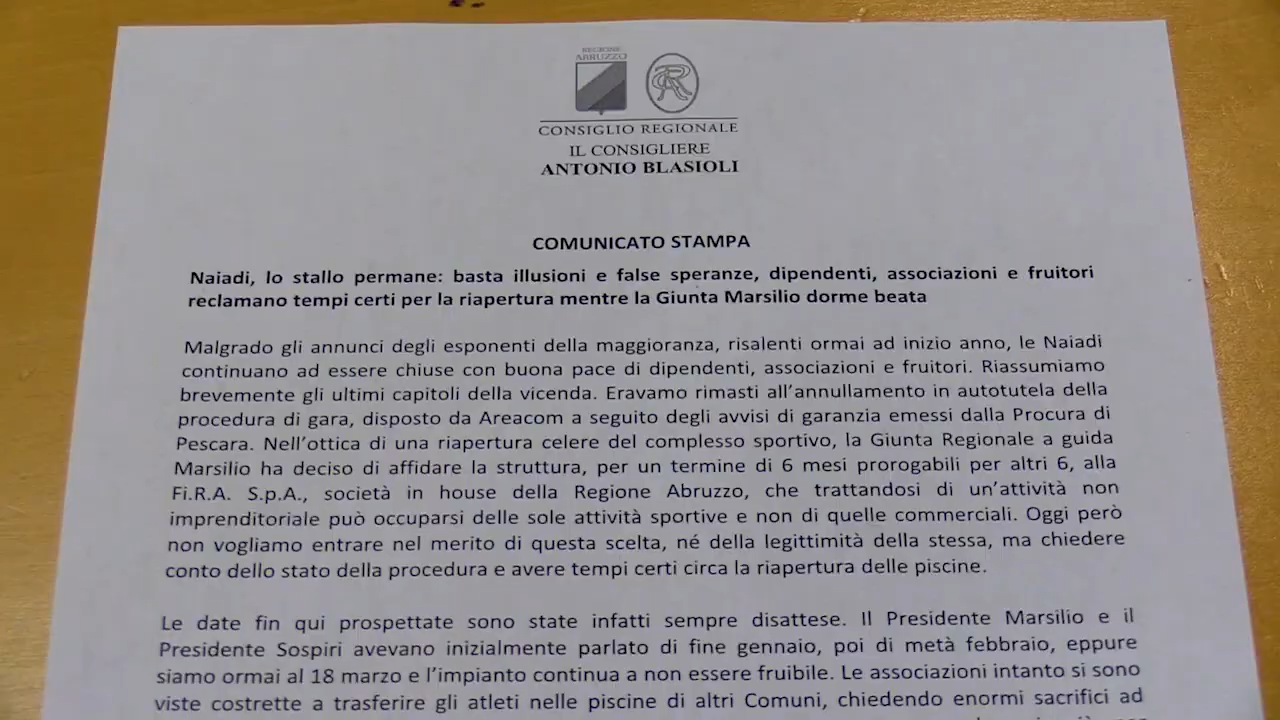 REGIONE
ABRUZZO
CONSIGLIO REGIONALE
IL CONSIGLIERE
ANTONIO BLASIOLI
COMUNICATO STAMPA
Naiadi, lo stallo permane: basta illusioni e false speranze, dipendenti, associazioni e fruitori
reclamano tempi certi per la riapertura mentre la Giunta Marsilio dorme beata
Malgrado gli annunci degli esponenti della maggioranza, risalenti ormai ad inizio anno, le Naiadi
continuano ad essere chiuse con buona pace di dipendenti, associazioni e fruitori. Riassumiamo
brevemente gli ultimi capitoli della vicenda. Eravamo rimasti all’annullamento in autotutela della
procedura di gara, disposto da Areacom a seguito degli avvisi di garanzia emessi dalla Procura di
Pescara. Nell’ottica di una riapertura celere del complesso sportivo, la Giunta Regionale a guida
Marsilio ha deciso di affidare la struttura, per un termine di 6 mesi prorogabili per altri 6, alla
Fi.R.A. S.p.A., società in house della Regione Abruzzo, che trattandosi di un’attività non
imprenditoriale può occuparsi delle sole attività sportive e non di quelle commerciali. Oggi però
non vogliamo entrare nel merito di questa scelta, né della legittimità della stessa, ma chiedere
conto dello stato della procedura e avere tempi certi circa la riapertura delle piscine.
Le date fin qui prospettate sono state infatti sempre disattese. Il Presidente Marsilio e il
Presidente Sospiri avevano inizialmente parlato di fine gennaio, poi di metà febbraio, eppure
siamo ormai al 18 marzo e l’impianto continua a non essere fruibile. Le associazioni intanto si sono
viste costrette a trasferire gli atleti nelle piscine di altri Comuni, chiedendo enormi sacrifici ad